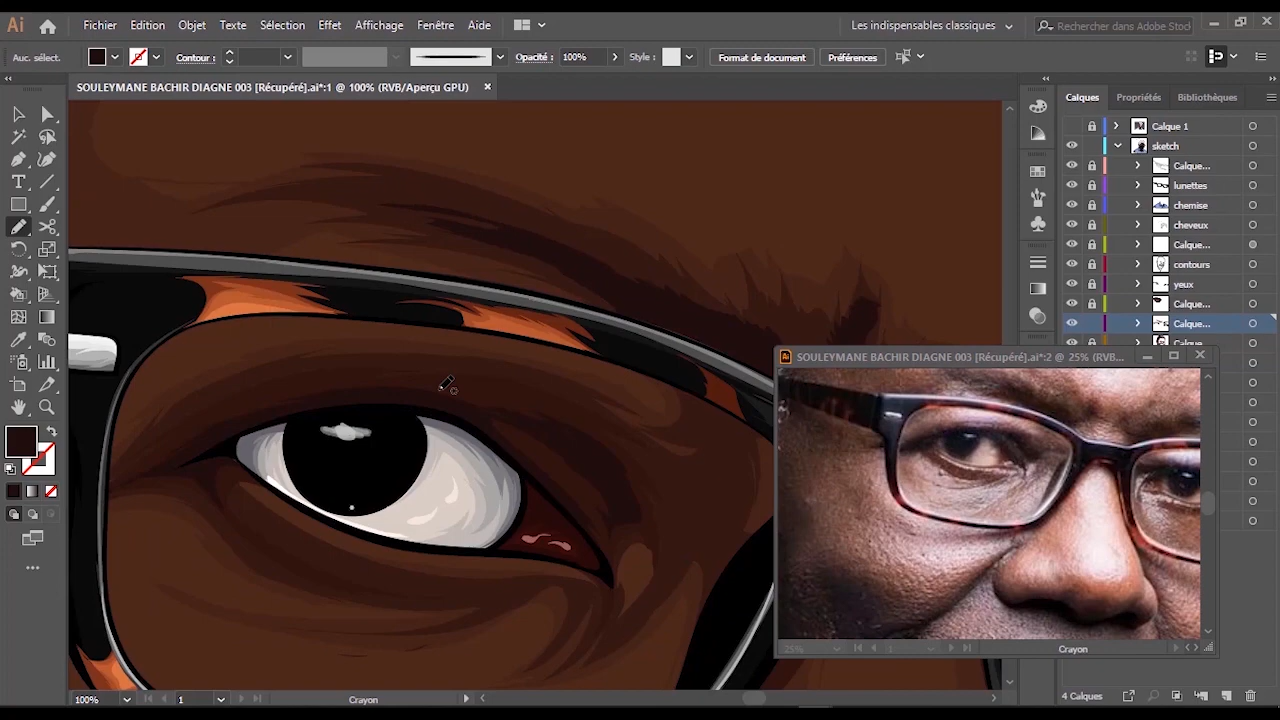 Ai Fichier Edition Objet Texte Sélection Effet Affichage Fenêtre Aide Les indispensables classiques Rechercher dans Adobe Stock
Auc. sélect. Contour : Opacité : 100% Style : Format de document Préférences
SOULEYMANE BACHIR DIAGNE 003 [Récupéré].ai*:1 @ 100% (RVB/Aperçu GPU) ×
Calques Propriétés Bibliothèques
Calque 1
sketch
Calque...
lunettes
chemise
cheveux
Calque...
contours
yeux
Calque...
Calque...
Calque...
SOULEYMANE BACHIR DIAGNE 003 [Récupéré].ai*:2 @ 25% (RVB...
25% 1 Crayon
100% 1 Crayon
4 Calques